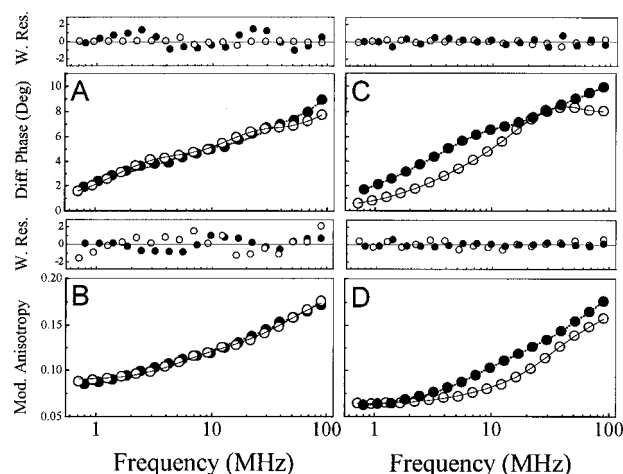 W. Res.
2
0
-2
Diff. Phase (Deg)
10
8
6
4
2
0
A
C
W. Res.
2
0
-2
Mod. Anisotropy
0.20
0.15
0.10
0.05
B
D
1 10 100 1 10 100
Frequency (MHz) Frequency (MHz)